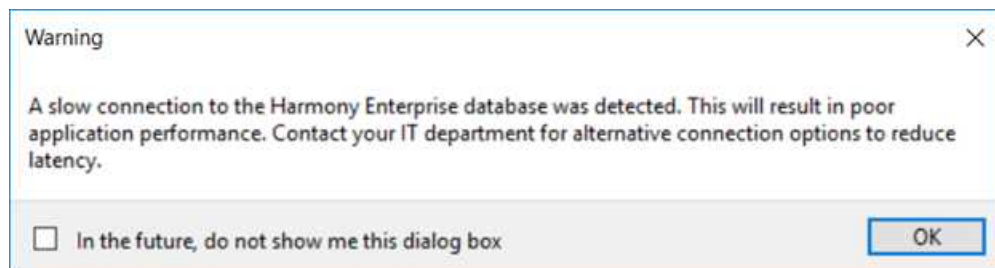 Warning
A slow connection to the Harmony Enterprise database was detected. This will result in poor
application performance. Contact your IT department for alternative connection options to reduce
latency.
In the future, do not show me this dialog box
OK